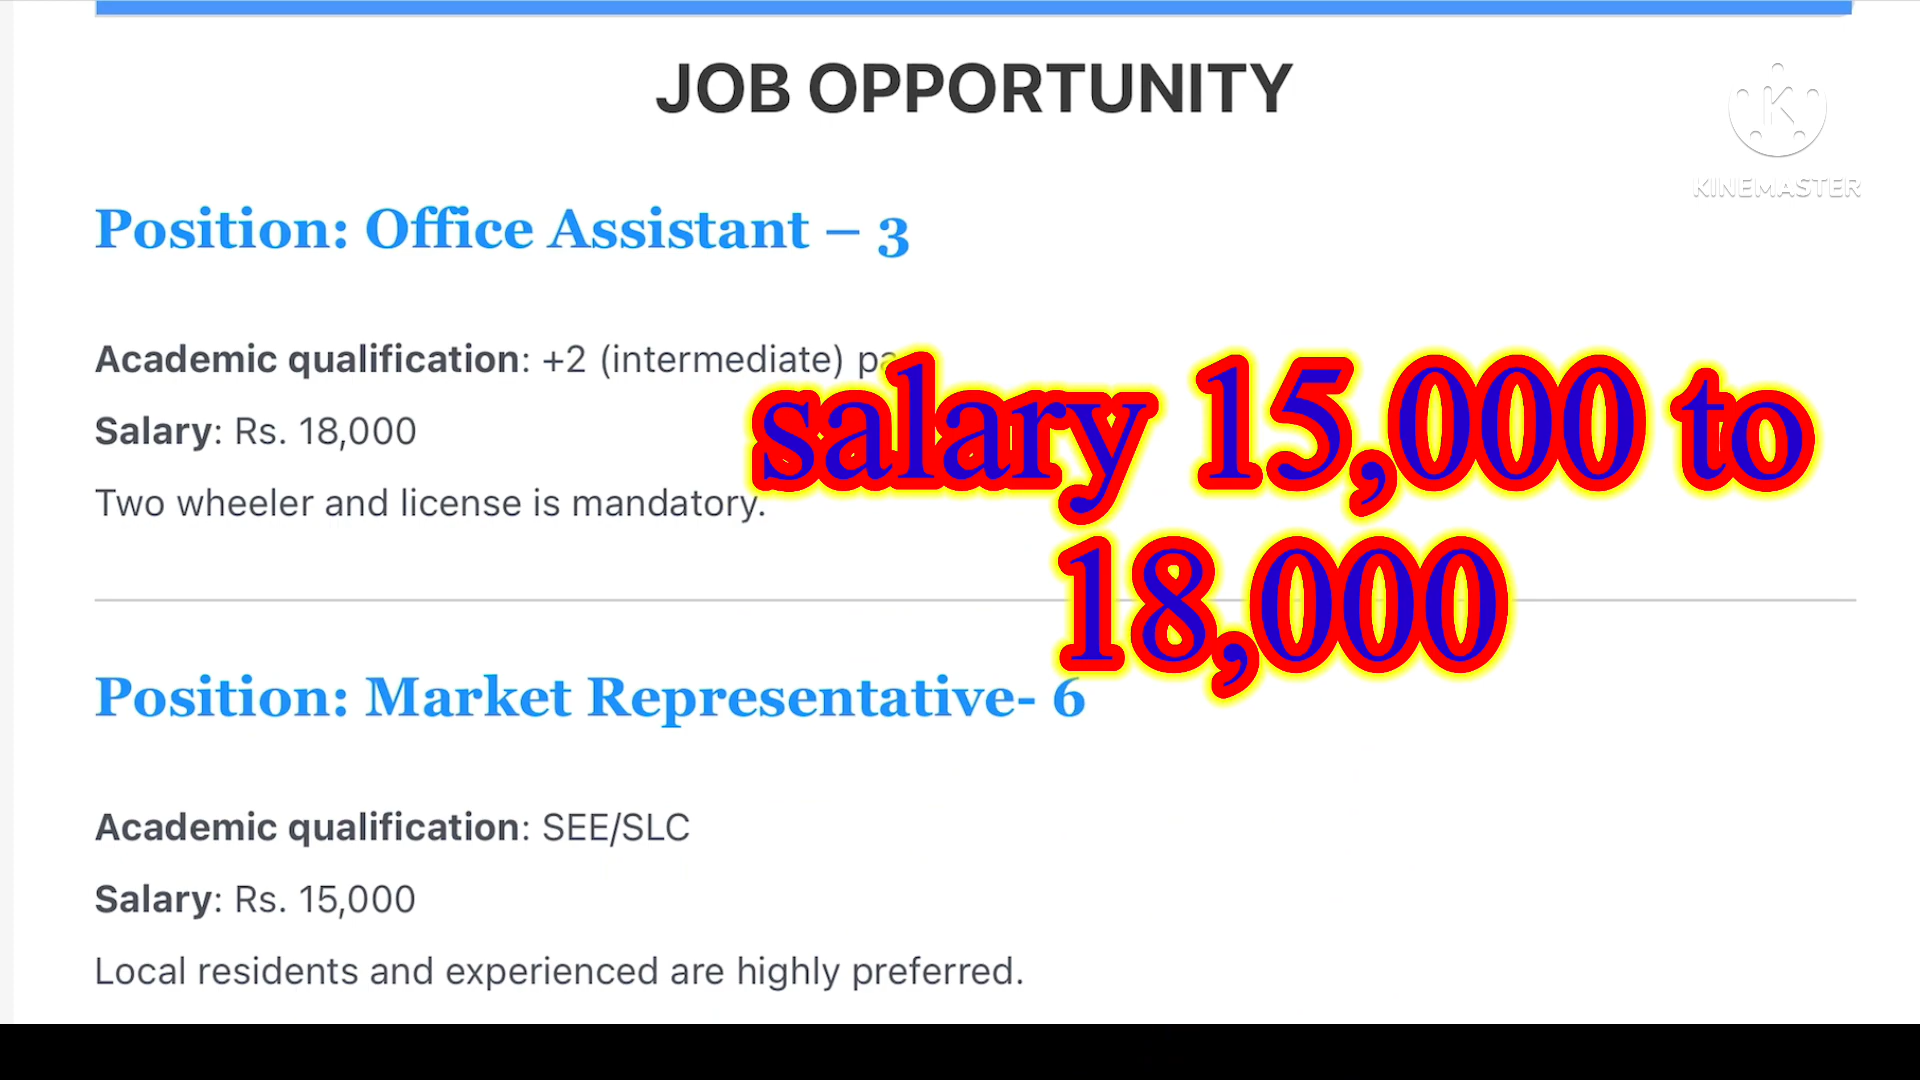 JOB OPPORTUNITY
KINEMASTER
Position: Office Assistant – 3
Academic qualification: +2 (intermediate)
Salary: Rs. 18,000
Two wheeler and license is mandatory.
salary 15,000 to
18,000
Position: Market Representative- 6
Academic qualification: SEE/SLC
Salary: Rs. 15,000
Local residents and experienced are highly preferred.